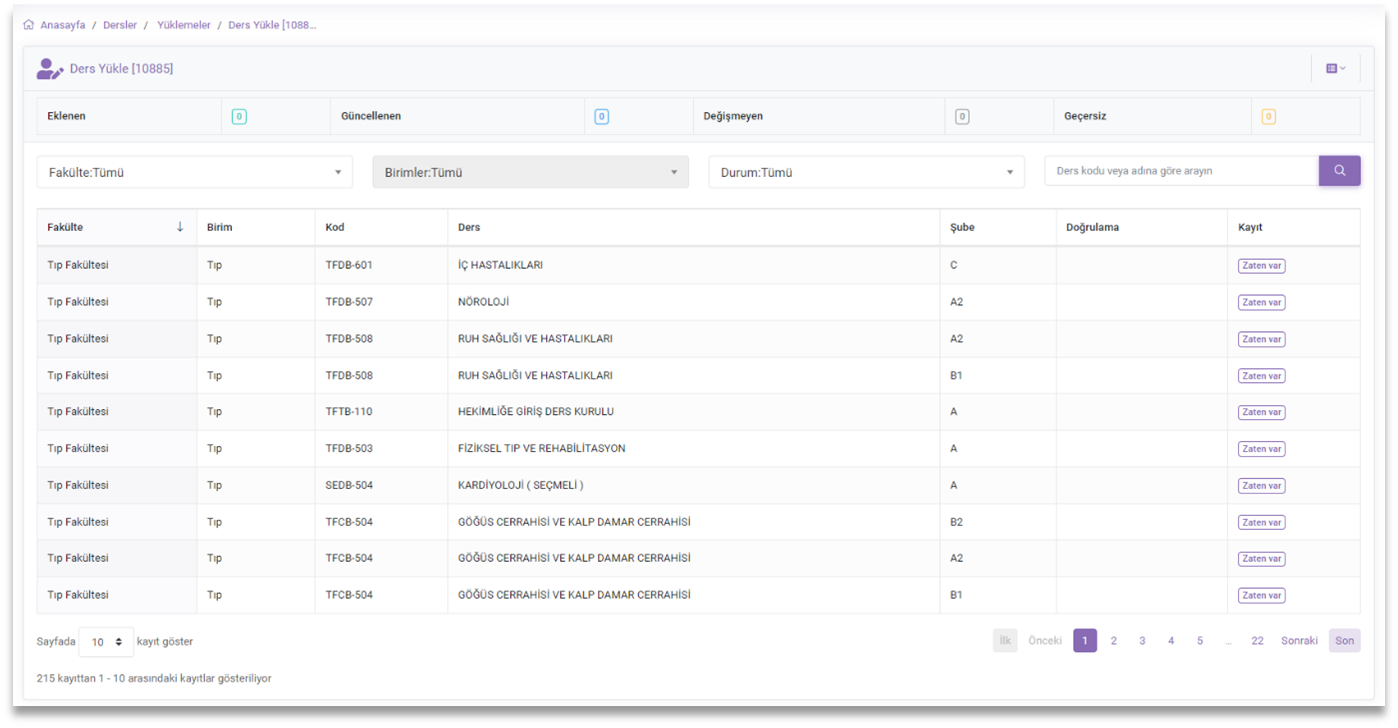 Anasayfa / Dersler / Yüklemeler / Ders Yükle [1088...
Ders Yükle [10885]
Eklenen 0 Güncellenen 0 Değişmeyen 0 Geçersiz 0
Fakülte:Tümü Birimler:Tümü Durum:Tümü Ders kodu veya adına göre arayın
Fakülte Birim Kod Ders Şube Doğrulama Kayıt
Tıp Fakültesi Tıp TFDB-601 İÇ HASTALIKLARI C Zaten var
Tıp Fakültesi Tıp TFDB-507 NÖROLOJİ A2 Zaten var
Tıp Fakültesi Tıp TFDB-508 RUH SAĞLIĞI VE HASTALIKLARI A2 Zaten var
Tıp Fakültesi Tıp TFDB-508 RUH SAĞLIĞI VE HASTALIKLARI B1 Zaten var
Tıp Fakültesi Tıp TFTB-110 HEKİMLİĞE GİRİŞ DERS KURULU A Zaten var
Tıp Fakültesi Tıp TFDB-503 FİZİKSEL TIP VE REHABİLİTASYON A Zaten var
Tıp Fakültesi Tıp SEDB-504 KARDİYOLOJİ ( SEÇMELİ ) A Zaten var
Tıp Fakültesi Tıp TFCB-504 GÖĞÜS CERRAHİSİ VE KALP DAMAR CERRAHİSİ B2 Zaten var
Tıp Fakültesi Tıp TFCB-504 GÖĞÜS CERRAHİSİ VE KALP DAMAR CERRAHİSİ A2 Zaten var
Tıp Fakültesi Tıp TFCB-504 GÖĞÜS CERRAHİSİ VE KALP DAMAR CERRAHİSİ B1 Zaten var
Sayfada 10 kayıt göster İlk Önceki 1 2 3 4 5 ... 22 Sonraki Son
215 kayıttan 1 - 10 arasındaki kayıtlar gösteriliyor